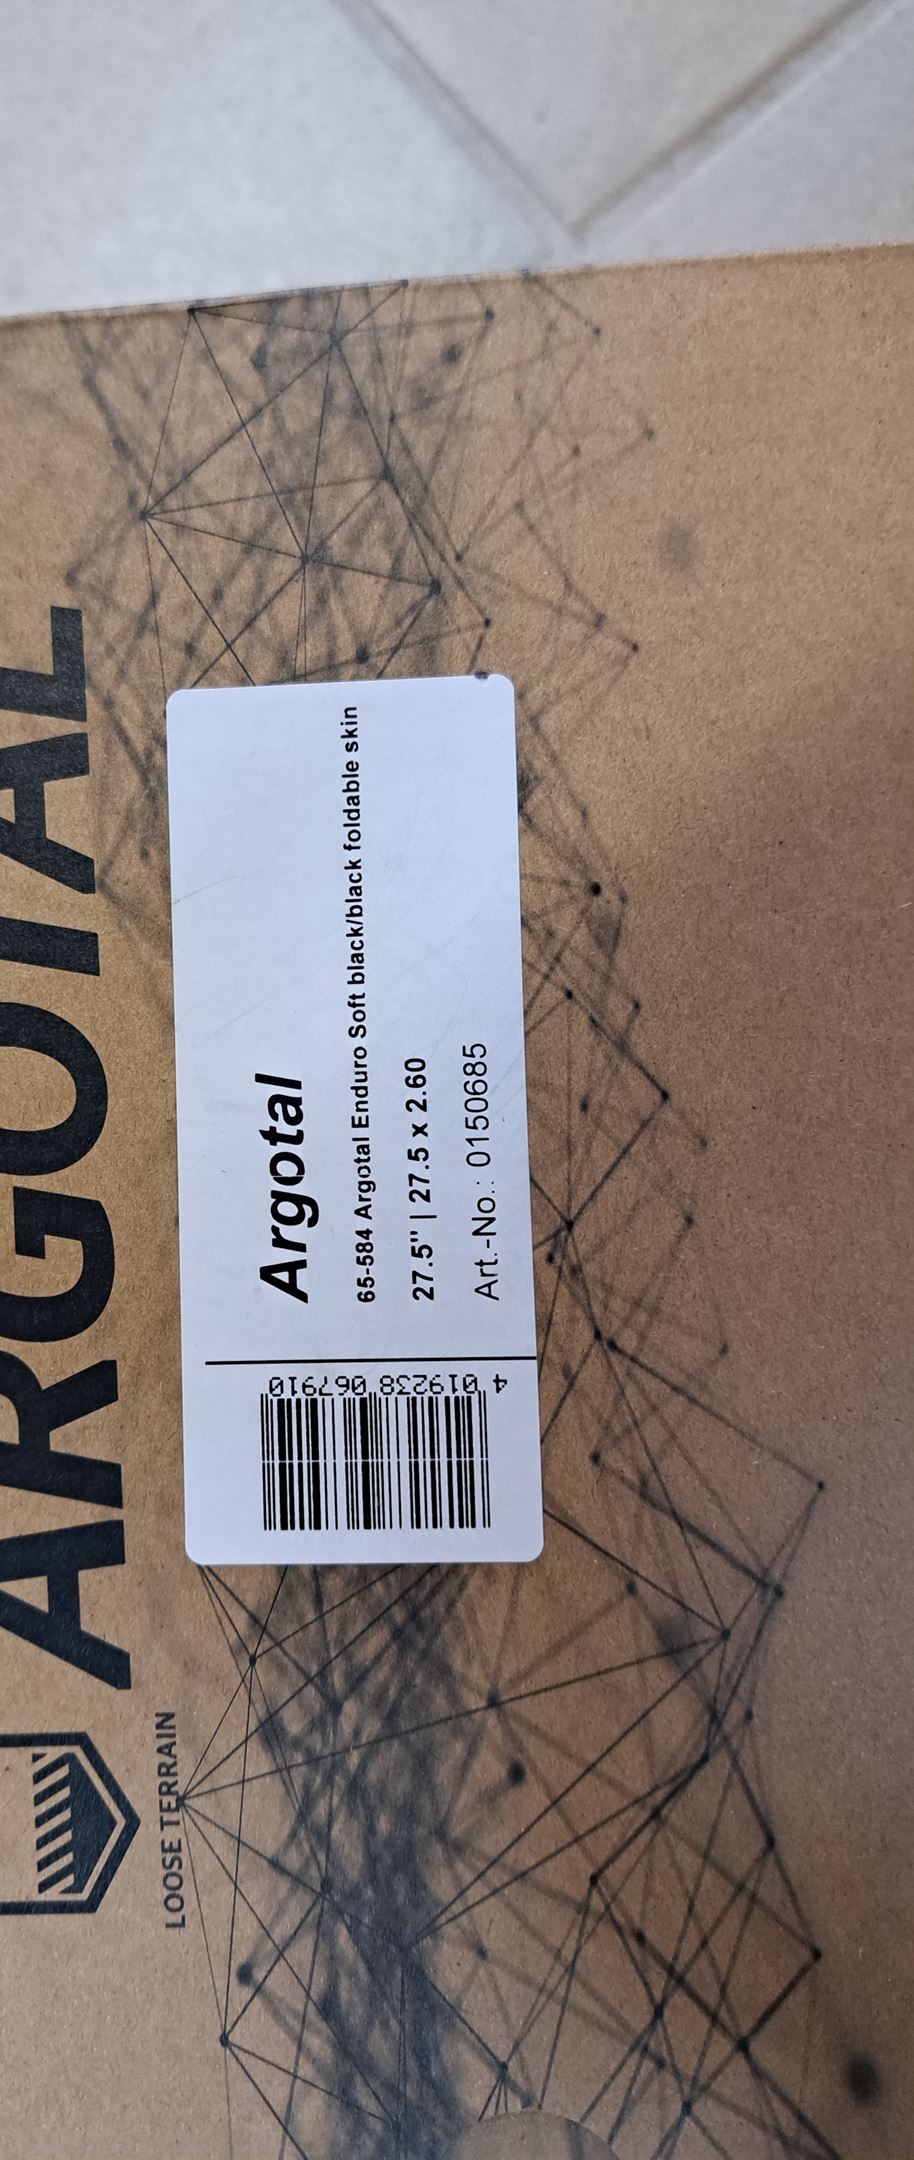 ARGOTAL
LOOSE TERRAIN
Argotal
65-584 Argotal Enduro Soft black/black foldable skin
27.5" | 27.5 x 2.60
Art.-No.: 0150685
4 019238 067910